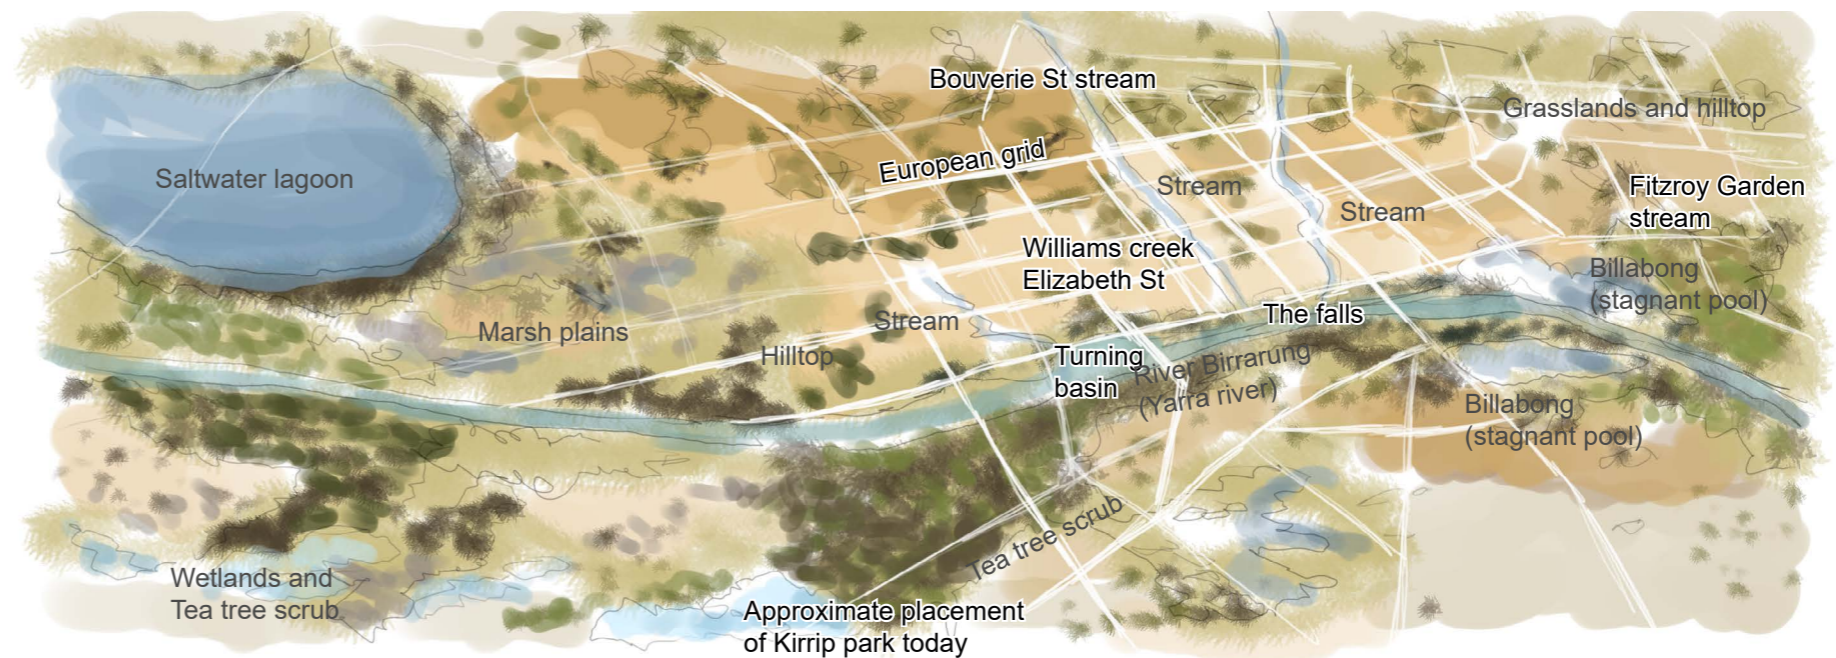 Bouverie St stream
Grasslands and hilltop
European grid
Saltwater lagoon
Stream
Fitzroy Garden
stream
Stream
Williams creek
Elizabeth St
Billabong
(stagnant pool)
The falls
Stream
Marsh plains
Hilltop
Turning
basin
River Birrarung
(Yarra river)
Billabong
(stagnant pool)
Tea tree scrub
Wetlands and
Tea tree scrub
Approximate placement
of Kirrip park today